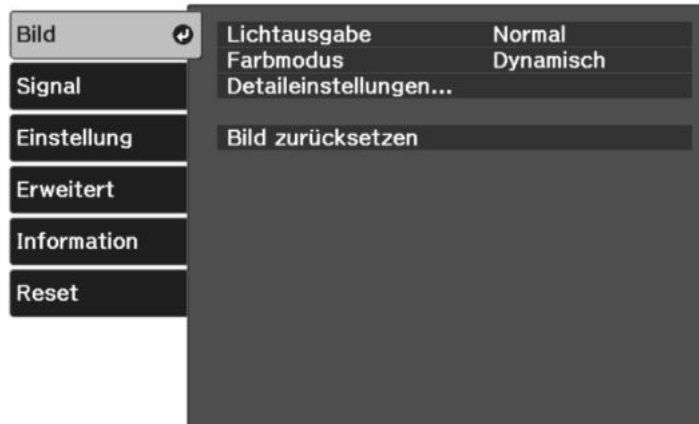 Bild
Signal
Einstellung
Erweitert
Information
Reset
Lichtausgabe Normal
Farbmodus Dynamisch
Detaileinstellungen...
Bild zurücksetzen